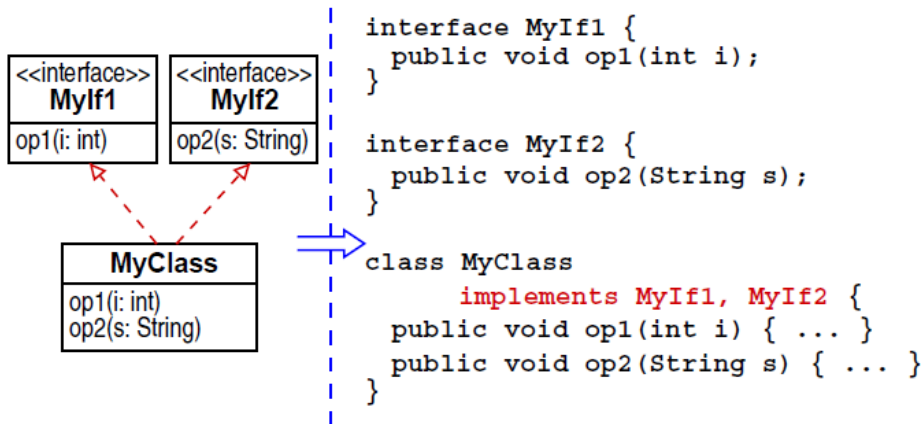 <<interface>>
MyIf1
op1(i: int)
<<interface>>
MyIf2
op2(s: String)
MyClass
op1(i: int)
op2(s: String)
interface MyIf1 {
public void op1(int i);
}
interface MyIf2 {
public void op2(String s);
}
class MyClass
implements MyIf1, MyIf2 {
public void op1(int i) { ... }
public void op2(String s) { ... }
}